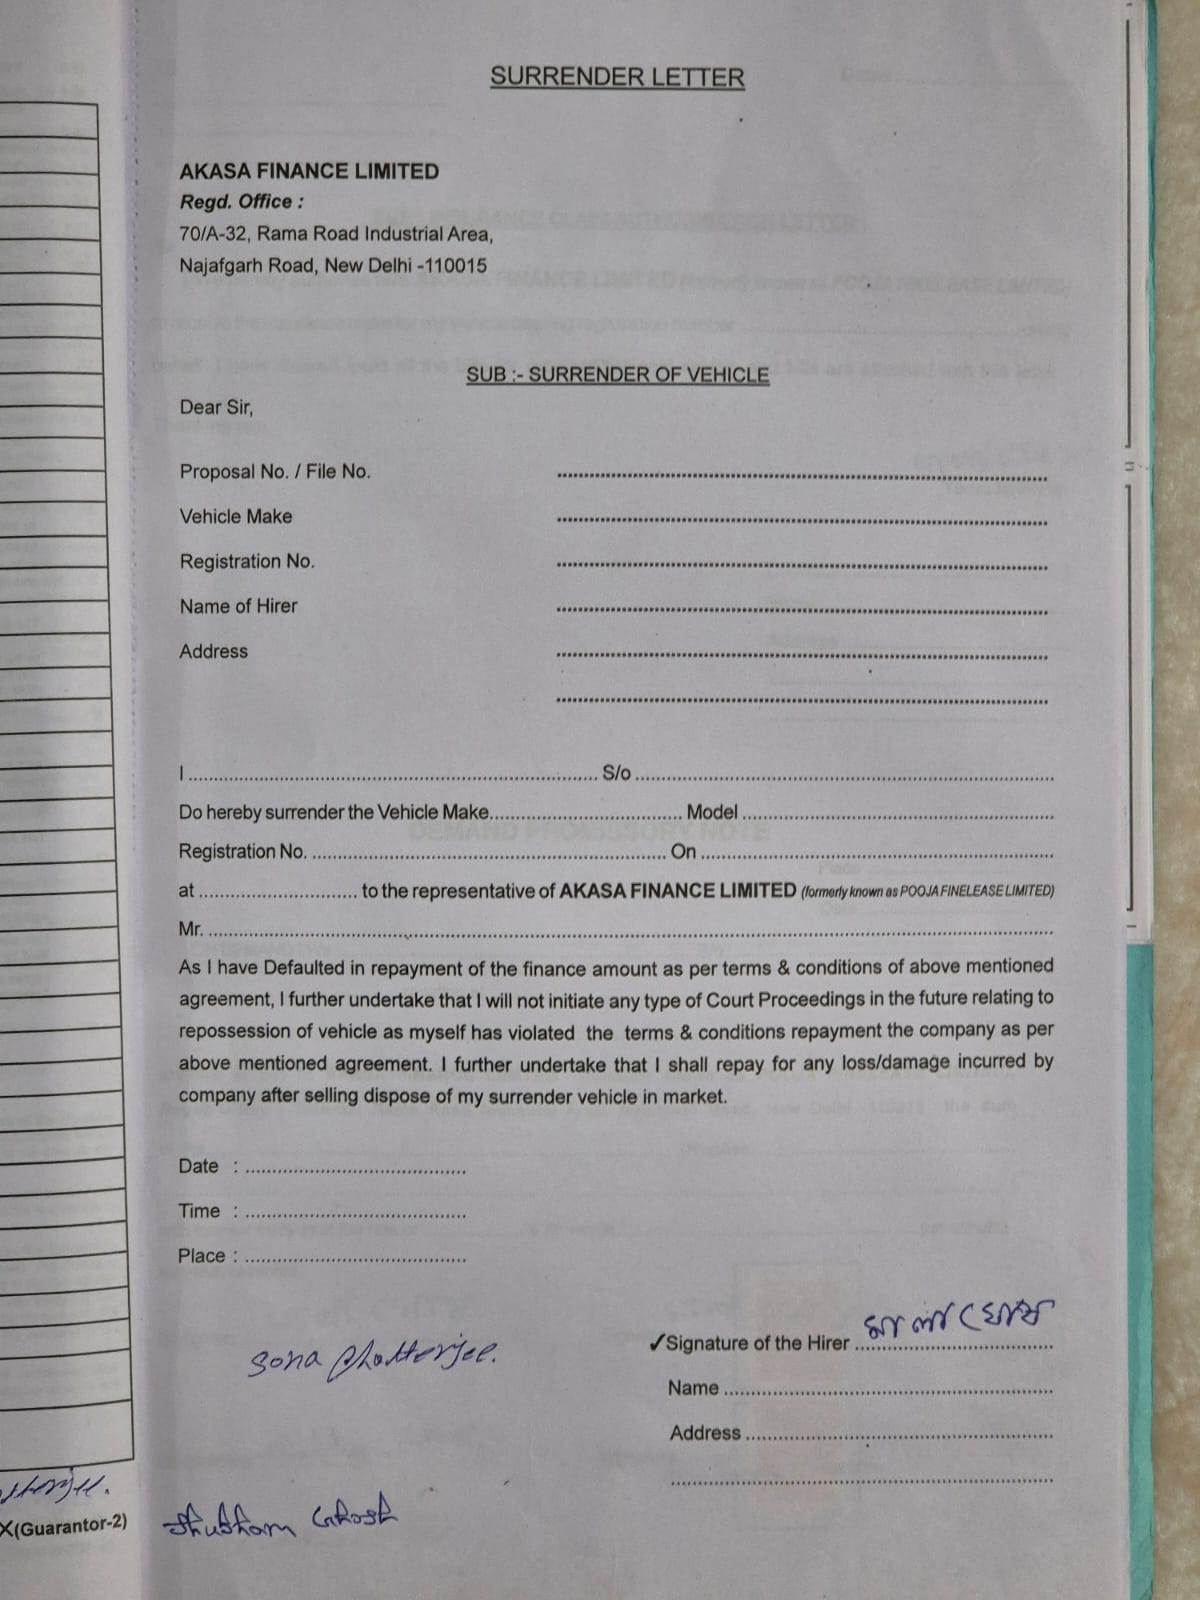 SURRENDER LETTER
AKASA FINANCE LIMITED
Regd. Office :
70/A-32, Rama Road Industrial Area,
Najafgarh Road, New Delhi -110015
SUB :- SURRENDER OF VEHICLE
Dear Sir,
Proposal No. / File No. ....................
Vehicle Make ....................
Registration No. ....................
Name of Hirer ....................
Address ....................
....................
I .................... S/o ....................
Do hereby surrender the Vehicle Make.................... Model ....................
Registration No. .................... On ....................
at .................... to the representative of AKASA FINANCE LIMITED (formerly known as POOJA FINELEASE LIMITED)
Mr. ....................
As I have Defaulted in repayment of the finance amount as per terms & conditions of above mentioned
agreement, I further undertake that I will not initiate any type of Court Proceedings in the future relating to
repossession of vehicle as myself has violated the terms & conditions repayment the company as per
above mentioned agreement. I further undertake that I shall repay for any loss/damage incurred by
company after selling dispose of my surrender vehicle in market.
Date : ....................
Time : ....................
Place : ....................
✓Signature of the Hirer .................... ঘোষ
Sona Chatterjee.
Name ....................
Address ....................
....................
Shubham Ghosh
X(Guarantor-2)